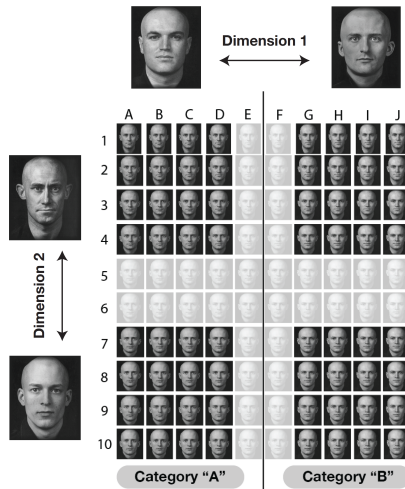 Dimension 1
A B C D E F G H I J
1
2
3
4
5
6
7
8
9
10
Dimension 2
Category "A"
Category "B"